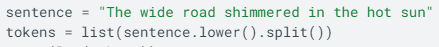 sentence = "The wide road shimmered in the hot sun"
tokens = list(sentence.lower().split())